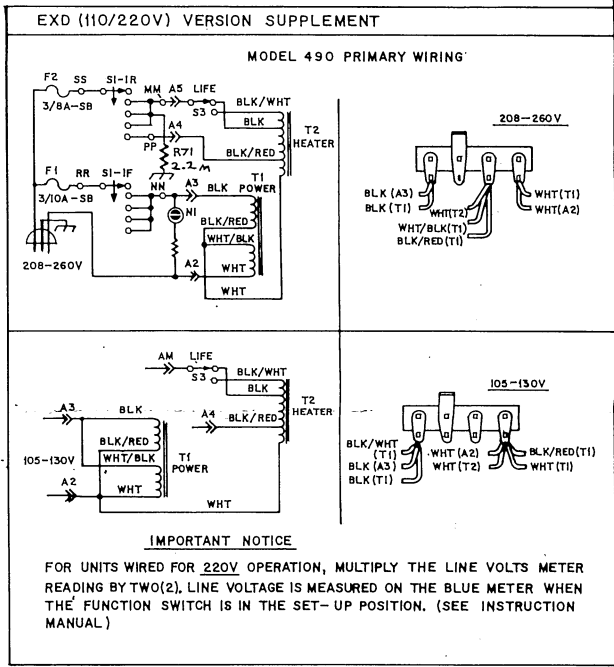 EXD (110/220V) VERSION SUPPLEMENT
MODEL 490 PRIMARY WIRING
F2 SS S1-1R MM A5 LIFE
3/8A-SB
S3
BLK/WHT
BLK
T2
HEATER
A4
PP
R71
2.2 M
BLK/RED
F1 RR S1-1F
3/10A-SB
NN A3 BLK
T1
POWER
N1
BLK/RED
WHT/BLK
A2 WHT
WHT
208-260V
208-260V
BLK (A3)
BLK (T1)
WHT(T2)
WHT/BLK(T1)
BLK/RED(T1)
WHT(T1)
WHT(A2)
AM LIFE
S3
BLK/WHT
BLK
T2
HEATER
A3 BLK
A4 BLK/RED
BLK/RED
WHT/BLK
T1
POWER
105-130V
A2 WHT
WHT
105-130V
BLK/WHT
(T1)
BLK (A3)
BLK (T1)
WHT (A2)
WHT (T2)
BLK/RED(T1)
WHT (T1)
IMPORTANT NOTICE
FOR UNITS WIRED FOR 220V OPERATION, MULTIPLY THE LINE VOLTS METER
READING BY TWO(2). LINE VOLTAGE IS MEASURED ON THE BLUE METER WHEN
THE FUNCTION SWITCH IS IN THE SET-UP POSITION. (SEE INSTRUCTION
MANUAL)